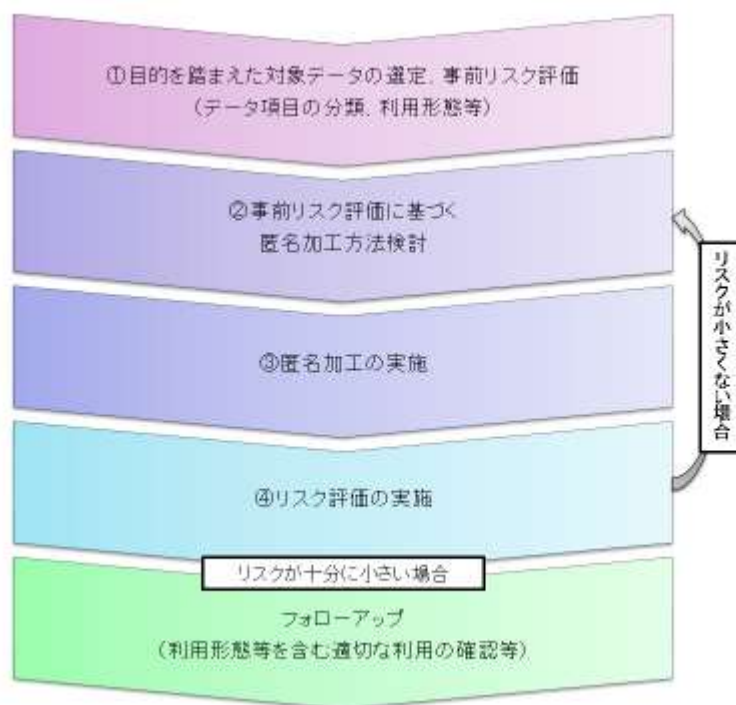 ①目的を踏まえた対象データの選定、事前リスク評価
（データ項目の分類、利用形態等）
②事前リスク評価に基づく
匿名加工方法検討
リスクが小さくない場合
③匿名加工の実施
④リスク評価の実施
リスクが十分に小さい場合
フォローアップ
（利用形態等を含む適切な利用の確認等）